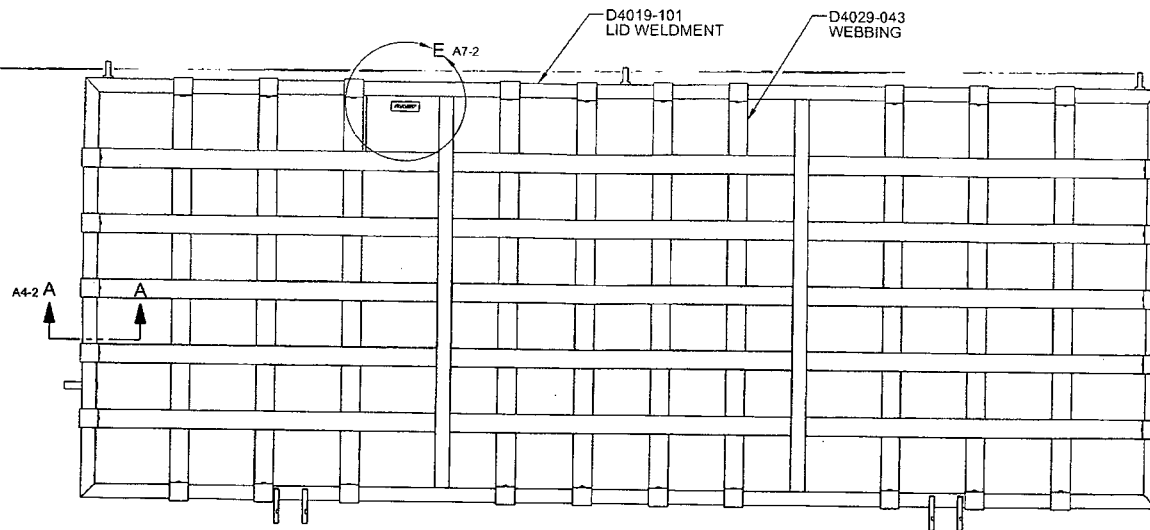 D4019-101
LID WELDMENT
D4029-043
WEBBING
E A7-2
A4-2 A
A